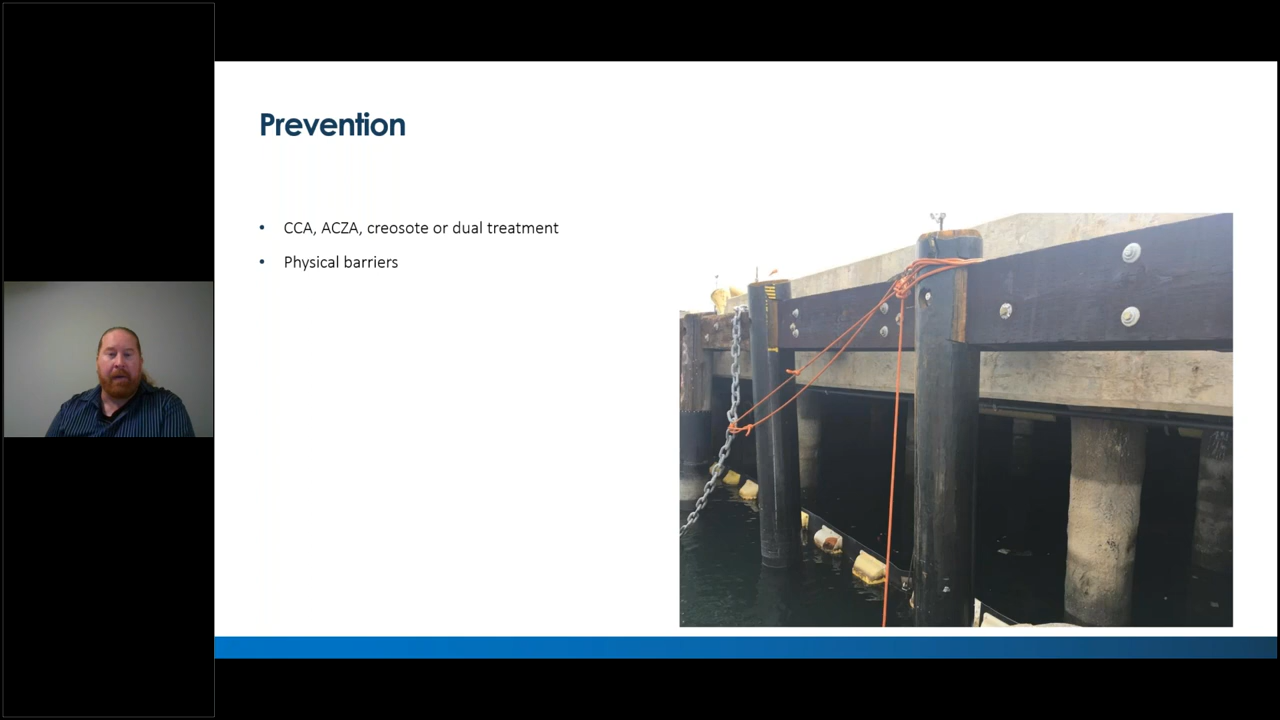 Prevention
• CCA, ACZA, creosote or dual treatment
• Physical barriers